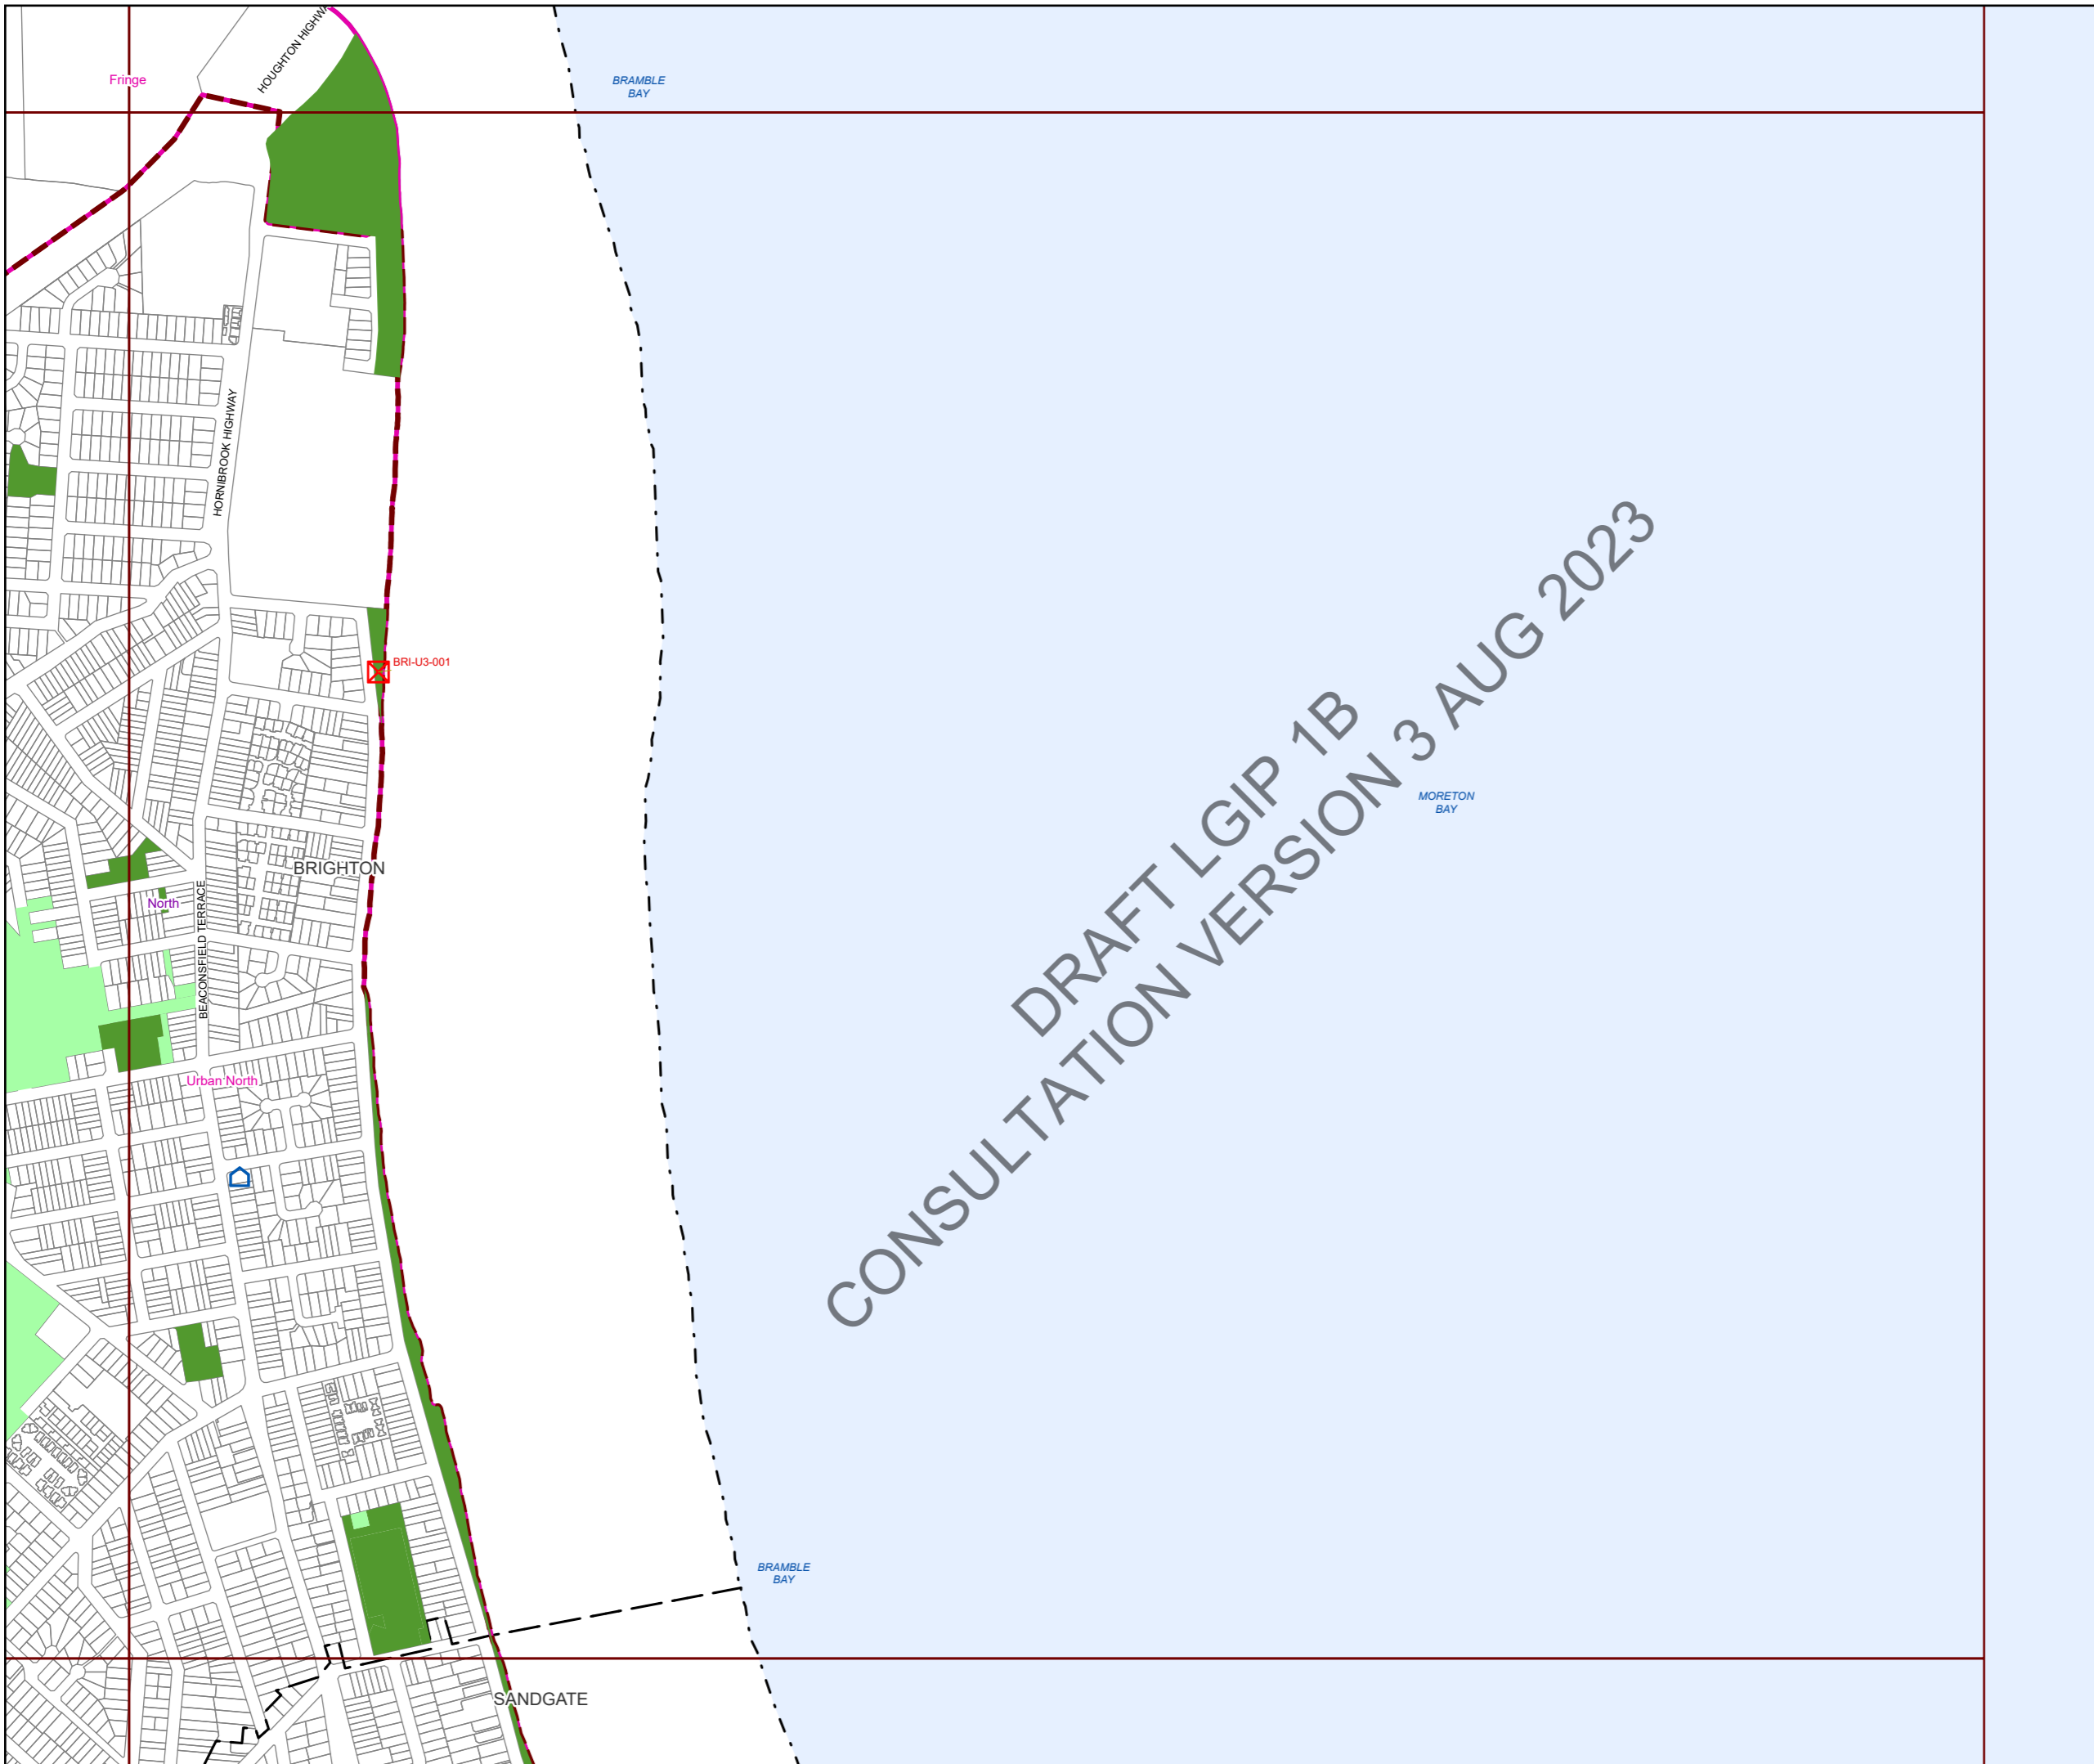 HOUGHTON HIGHWA
Fringe
BRAMBLE
BAY
HORNIBROOK HIGHWAY
BRI-U3-001
DRAFT LGIP 1B
CONSULTATION VERSION 3 AUG 2023
MORETON
BAY
BRIGHTON
North
BEACONSFIELD TERRACE
Urban North
BRAMBLE
BAY
SANDGATE